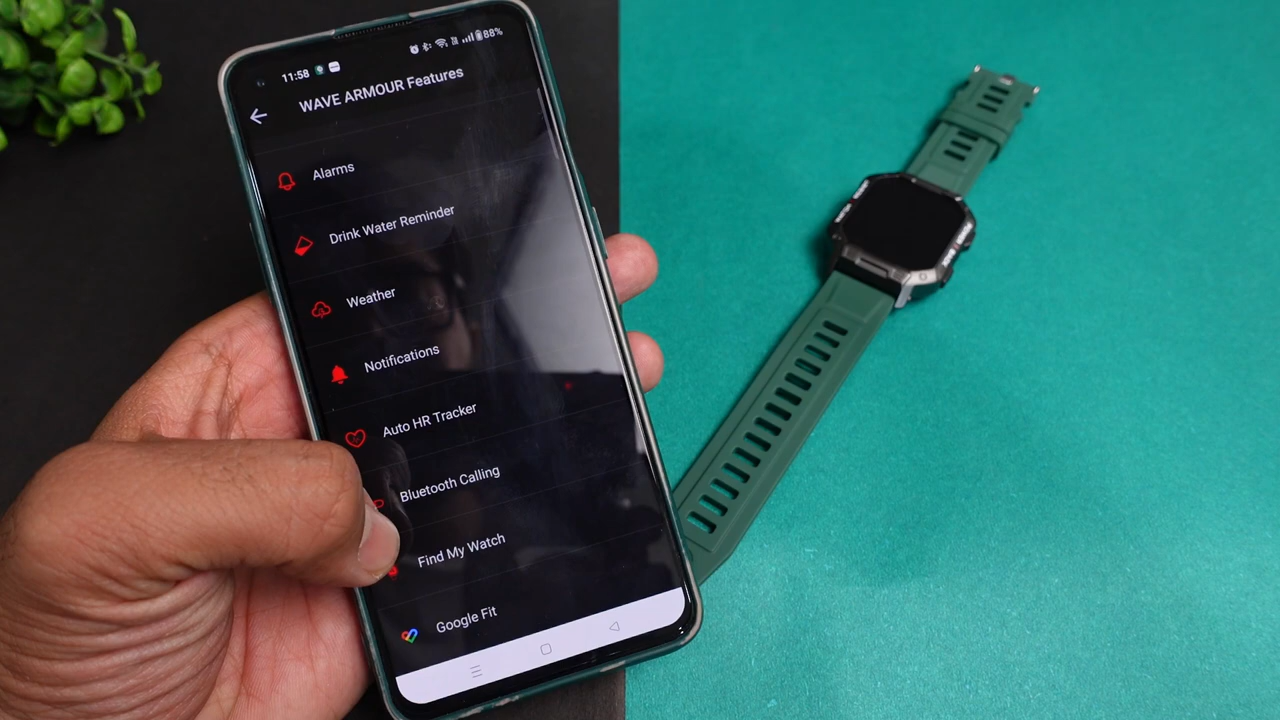 11:58
88%
WAVE ARMOUR Features
Alarms
Drink Water Reminder
Weather
Notifications
Auto HR Tracker
Bluetooth Calling
Find My Watch
Google Fit